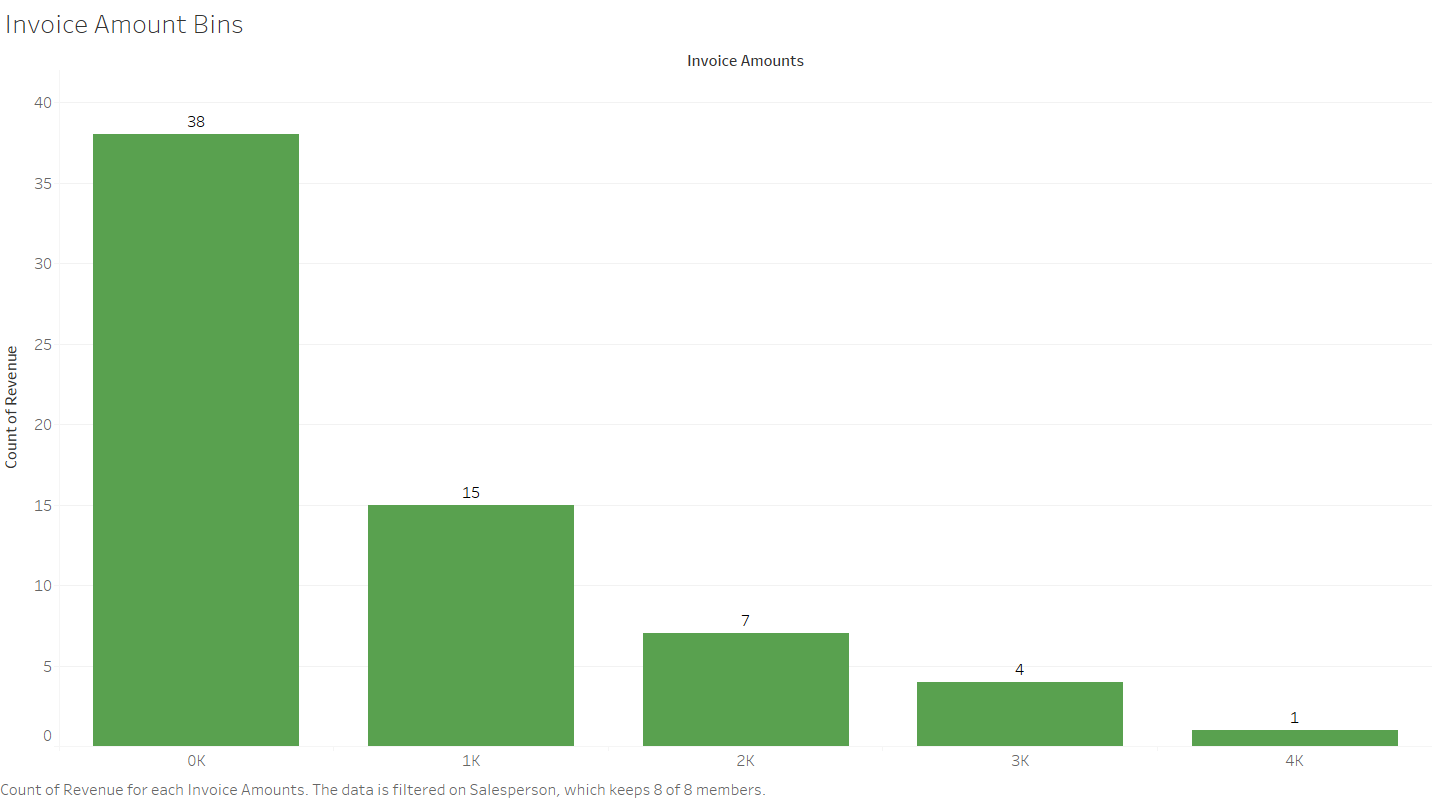 Invoice Amount Bins
Invoice Amounts
Count of Revenue
40
35
30
25
20
15
10
5
0
38
15
7
4
1
0K
1K
2K
3K
4K
Count of Revenue for each Invoice Amounts. The data is filtered on Salesperson, which keeps 8 of 8 members.